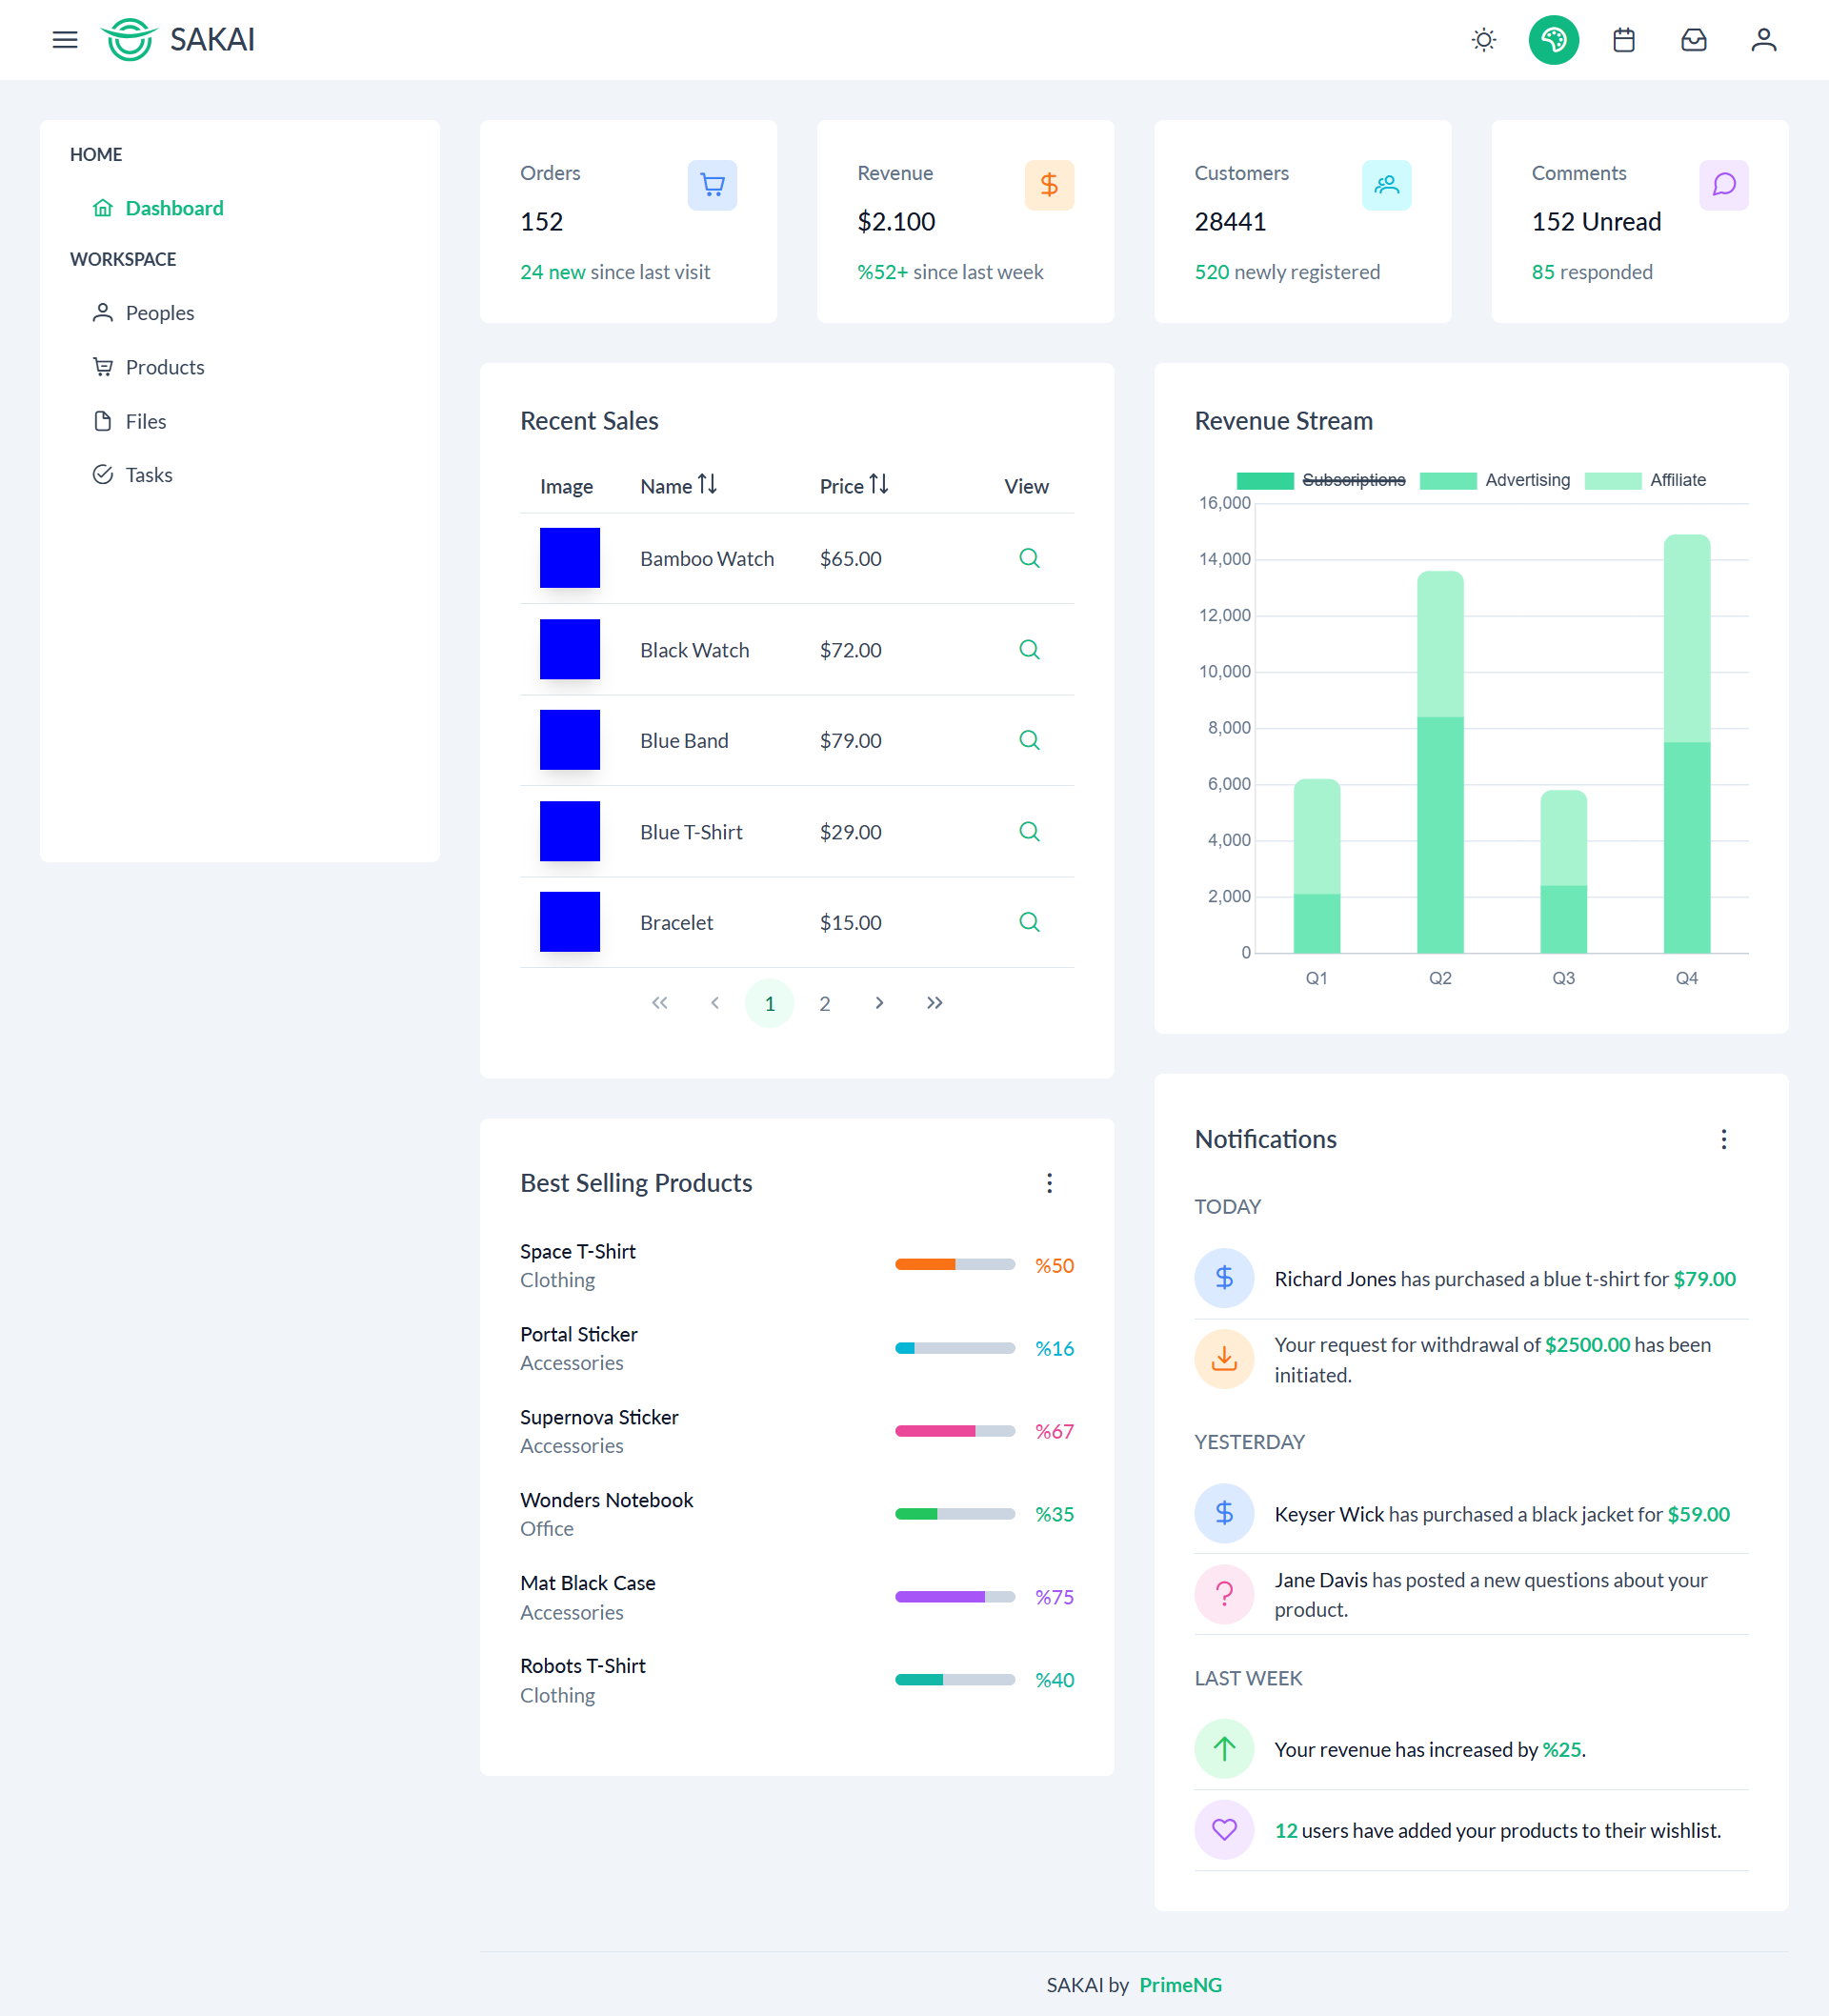 SAKAI
HOME
Dashboard
WORKSPACE
Peoples
Products
Files
Tasks
Orders
152
24 new since last visit
Revenue
$2.100
%52+ since last week
Customers
28441
520 newly registered
Comments
152 Unread
85 responded
Recent Sales
Image Name Price View
Bamboo Watch $65.00
Black Watch $72.00
Blue Band $79.00
Blue T-Shirt $29.00
Bracelet $15.00
1 2
Best Selling Products
Space T-Shirt
Clothing
%50
Portal Sticker
Accessories
%16
Supernova Sticker
Accessories
%67
Wonders Notebook
Office
%35
Mat Black Case
Accessories
%75
Robots T-Shirt
Clothing
%40
Revenue Stream
Subscriptions Advertising Affiliate
16,000
14,000
12,000
10,000
8,000
6,000
4,000
2,000
0
Q1 Q2 Q3 Q4
Notifications
TODAY
Richard Jones has purchased a blue t-shirt for $79.00
Your request for withdrawal of $2500.00 has been
initiated.
YESTERDAY
Keyser Wick has purchased a black jacket for $59.00
Jane Davis has posted a new questions about your
product.
LAST WEEK
Your revenue has increased by %25.
12 users have added your products to their wishlist.
SAKAI by PrimeNG